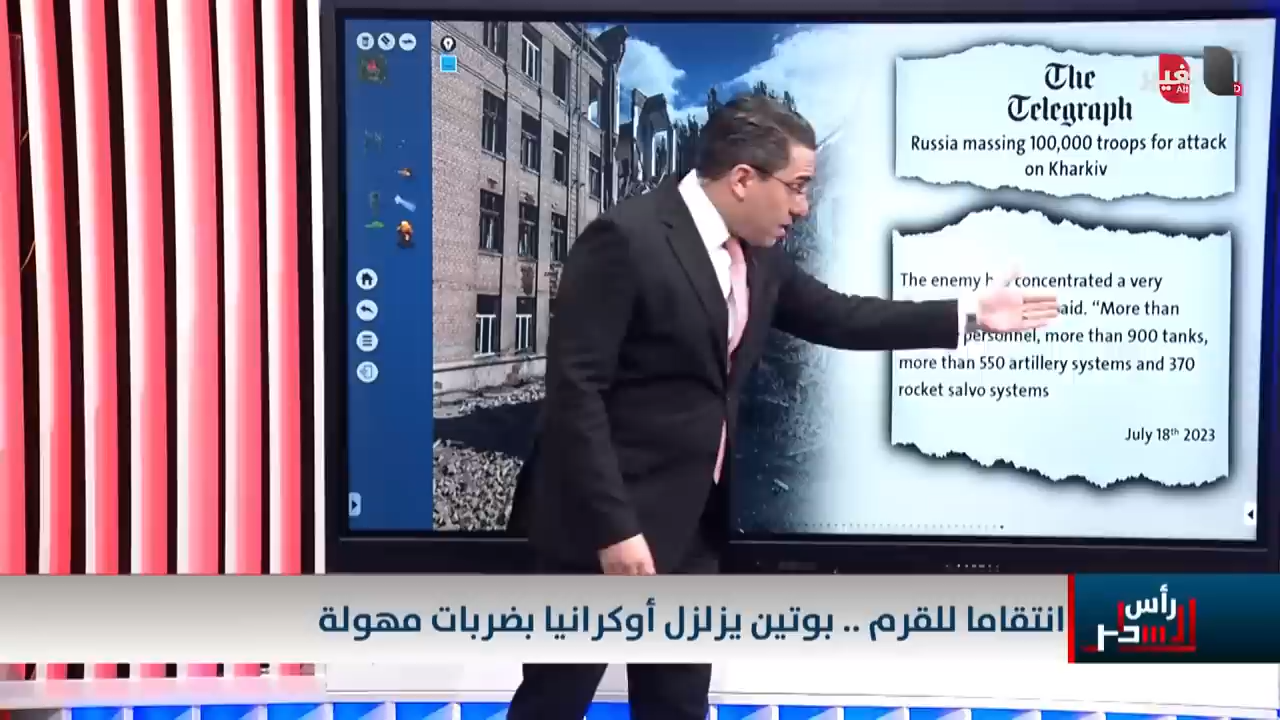 The
Telegraph
Russia massing 100,000 troops for attack
on Kharkiv
The enemy concentrated a very
said. “More than
personnel, more than 900 tanks,
more than 550 artillery systems and 370
rocket salvo systems
July 18th 2023
انتقاما للقرم .. بوتين يزلزل أوكرانيا بضربات مهولة
رأس
السطر